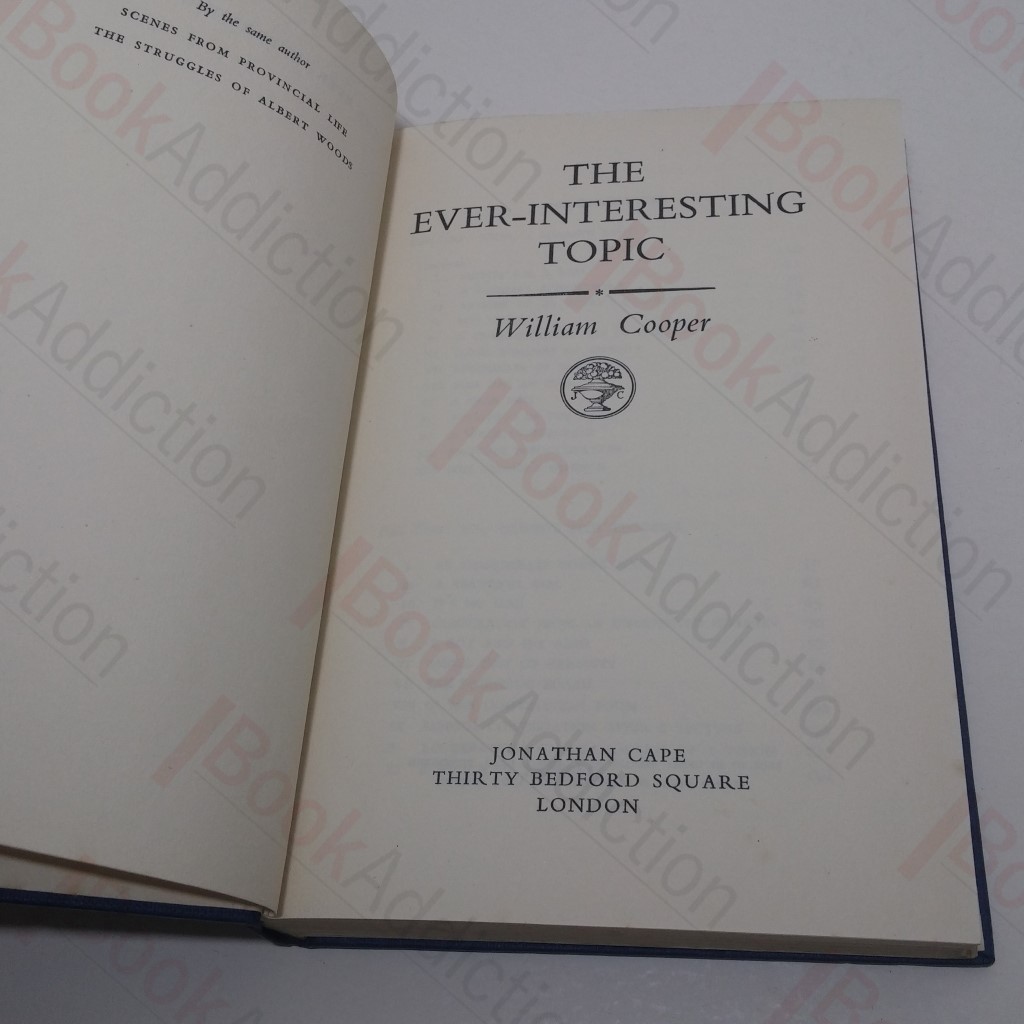 By the same author
SCENES FROM PROVINCIAL LIFE
THE STRUGGLES OF ALBERT WOODS
THE
EVER-INTERESTING
TOPIC
*
William Cooper
J C
JONATHAN CAPE
THIRTY BEDFORD SQUARE
LONDON
BookAddiction